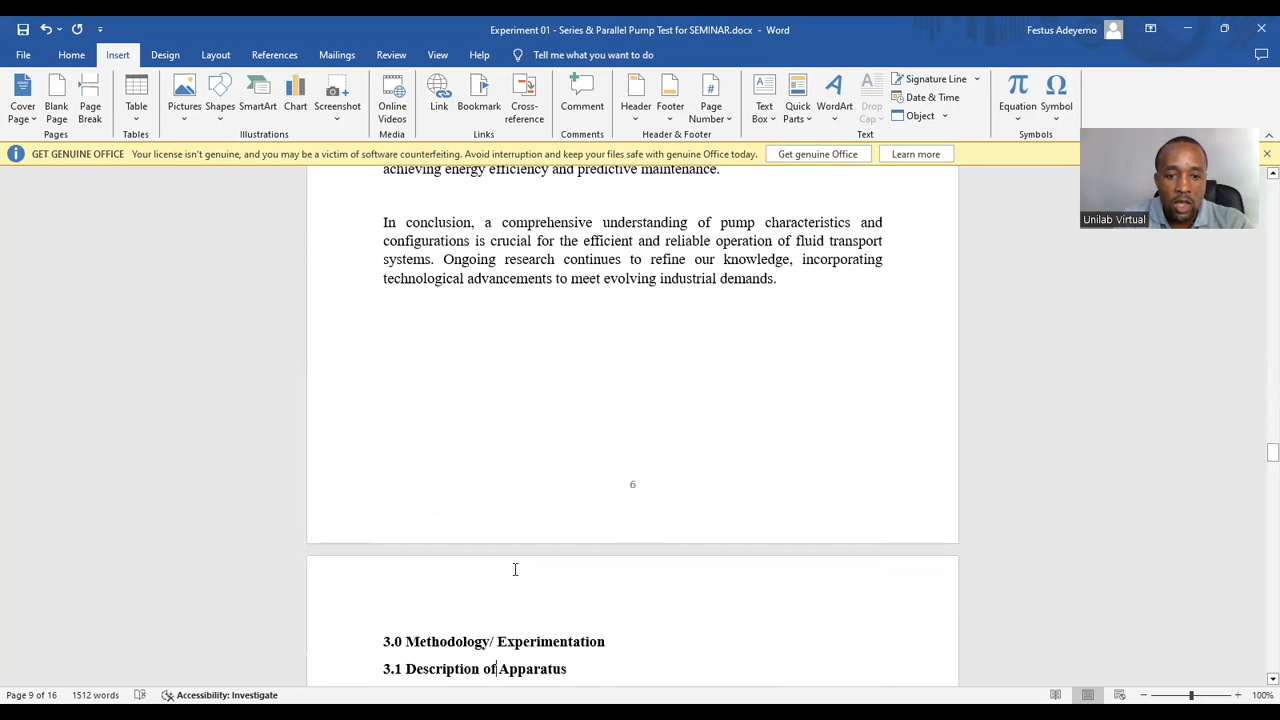 Experiment 01 - Series & Parallel Pump Test for SEMINAR.docx - Word
Festus Adeyemo
File Home Insert Design Layout References Mailings Review View Help Tell me what you want to do
Cover Page
Blank Page
Page Break
Pages
Table
Tables
Pictures
Shapes
SmartArt
Chart
Screenshot
Illustrations
Online Videos
Media
Link
Bookmark
Cross-reference
Links
Comment
Comments
Header
Footer
Page Number
Header & Footer
Text Box
Quick Parts
WordArt
Drop Cap
Signature Line
Date & Time
Object
Text
Equation
Symbol
Symbols
GET GENUINE OFFICE Your license isn't genuine, and you may be a victim of software counterfeiting. Avoid interruption and keep your files safe with genuine Office today. Get genuine Office Learn more
Unilab Virtual
achieving energy efficiency and predictive maintenance.
In conclusion, a comprehensive understanding of pump characteristics and
configurations is crucial for the efficient and reliable operation of fluid transport
systems. Ongoing research continues to refine our knowledge, incorporating
technological advancements to meet evolving industrial demands.
6
3.0 Methodology/ Experimentation
3.1 Description of Apparatus
Page 9 of 16 1512 words Accessibility: Investigate 100%